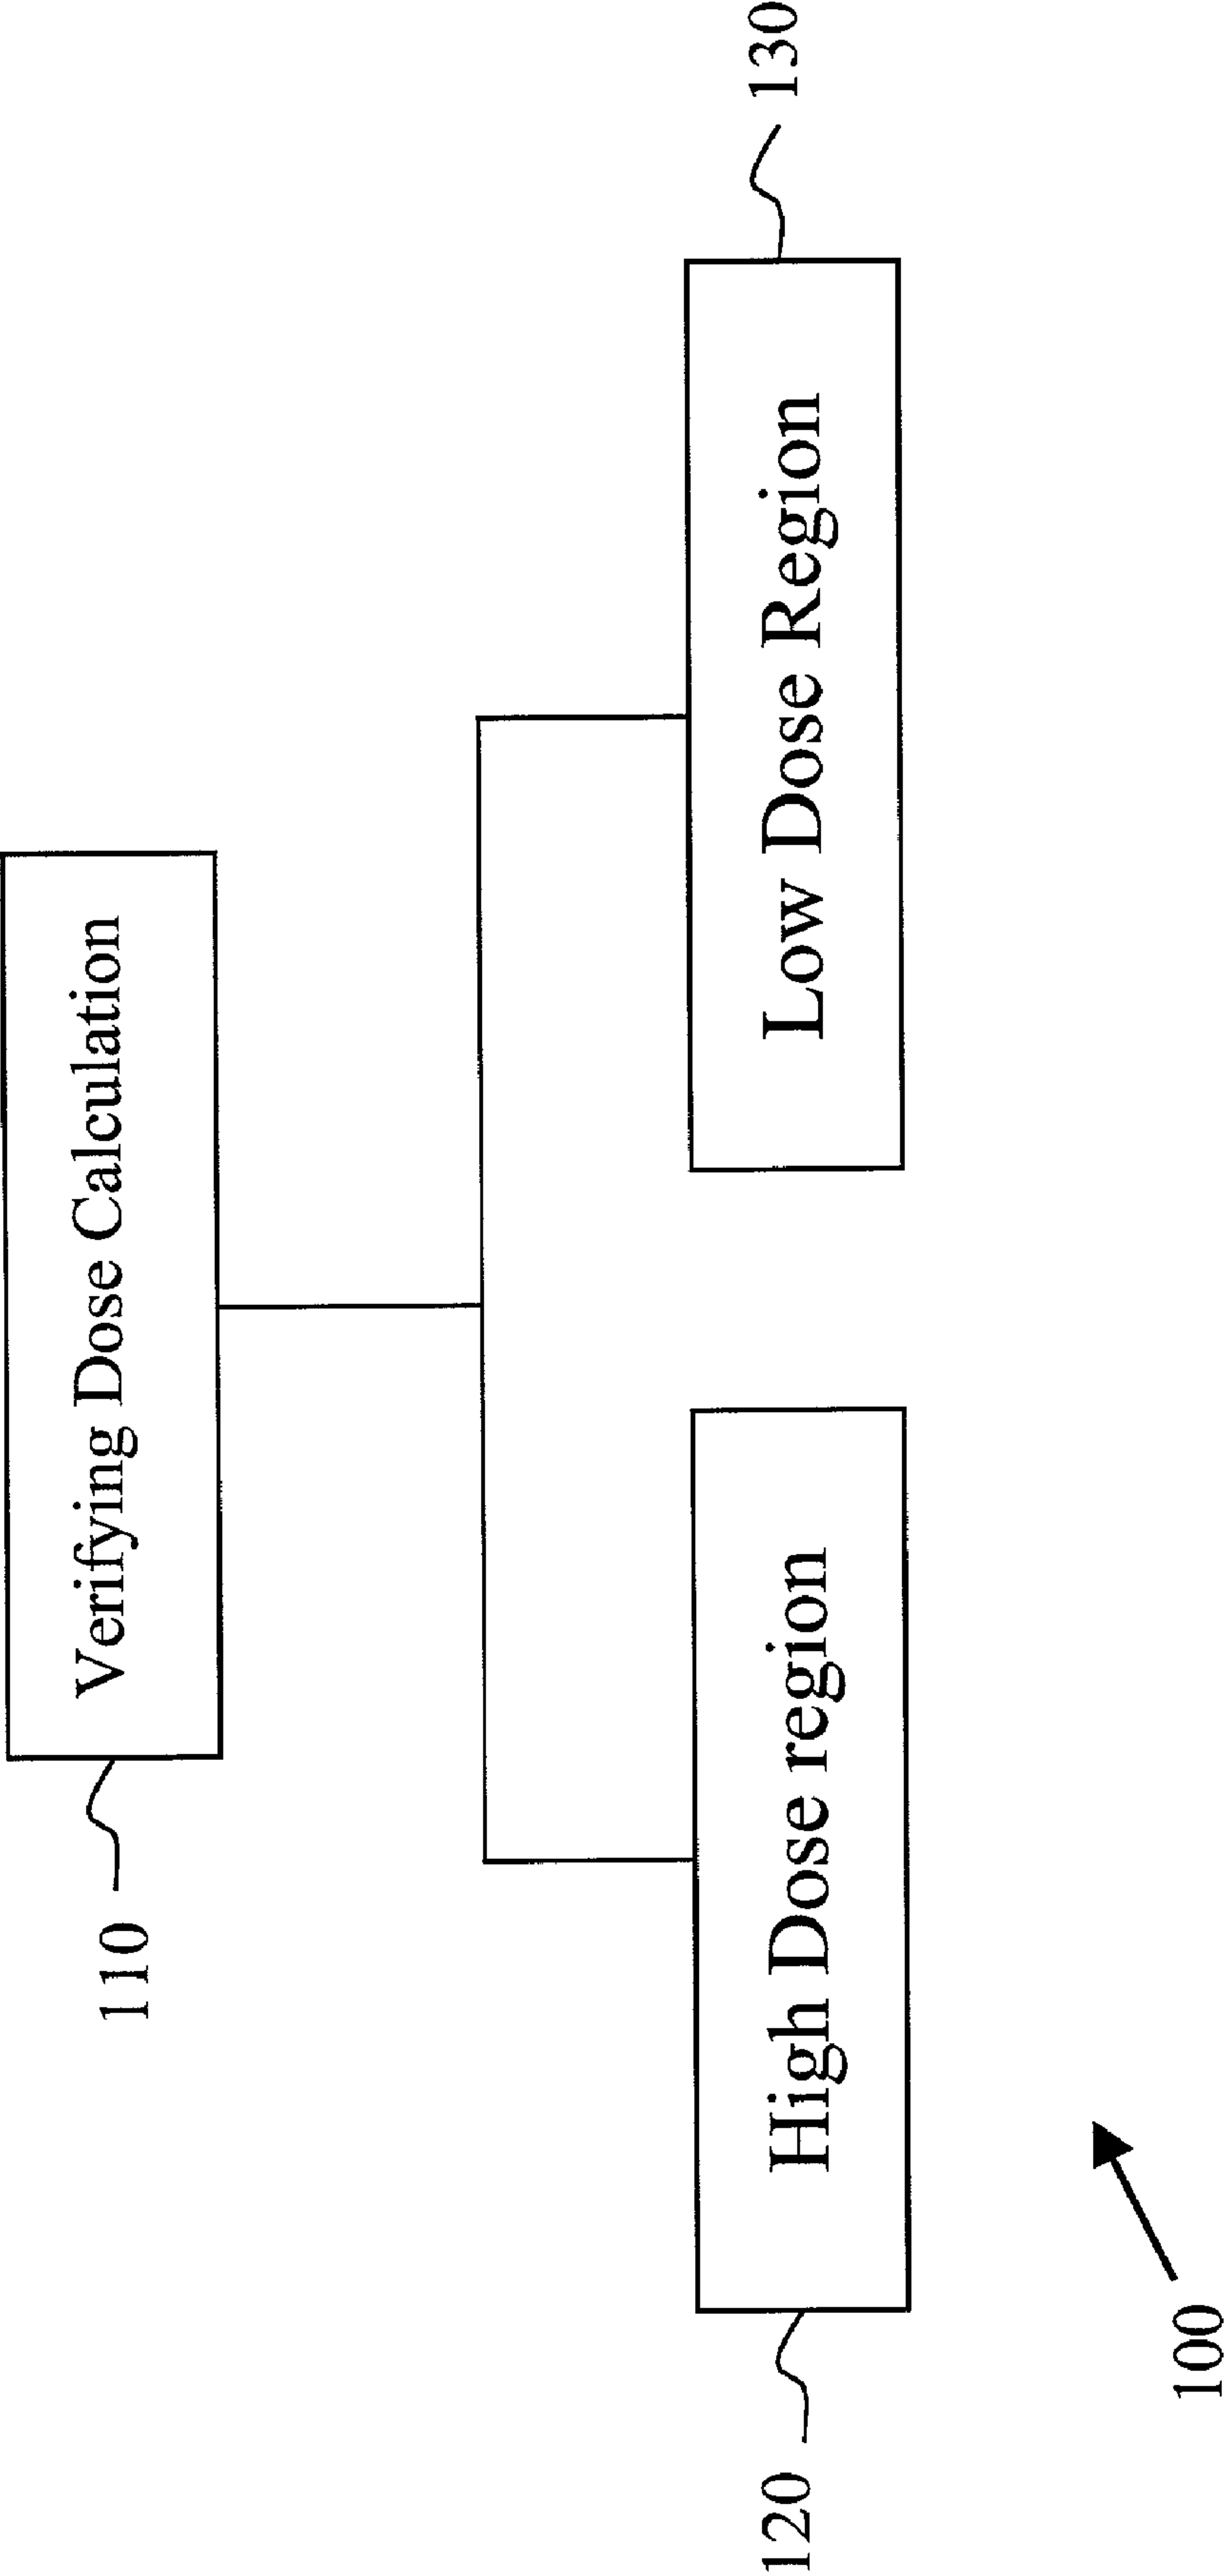 Verifying Dose Calculation
110
High Dose region
120
Low Dose Region
130
100